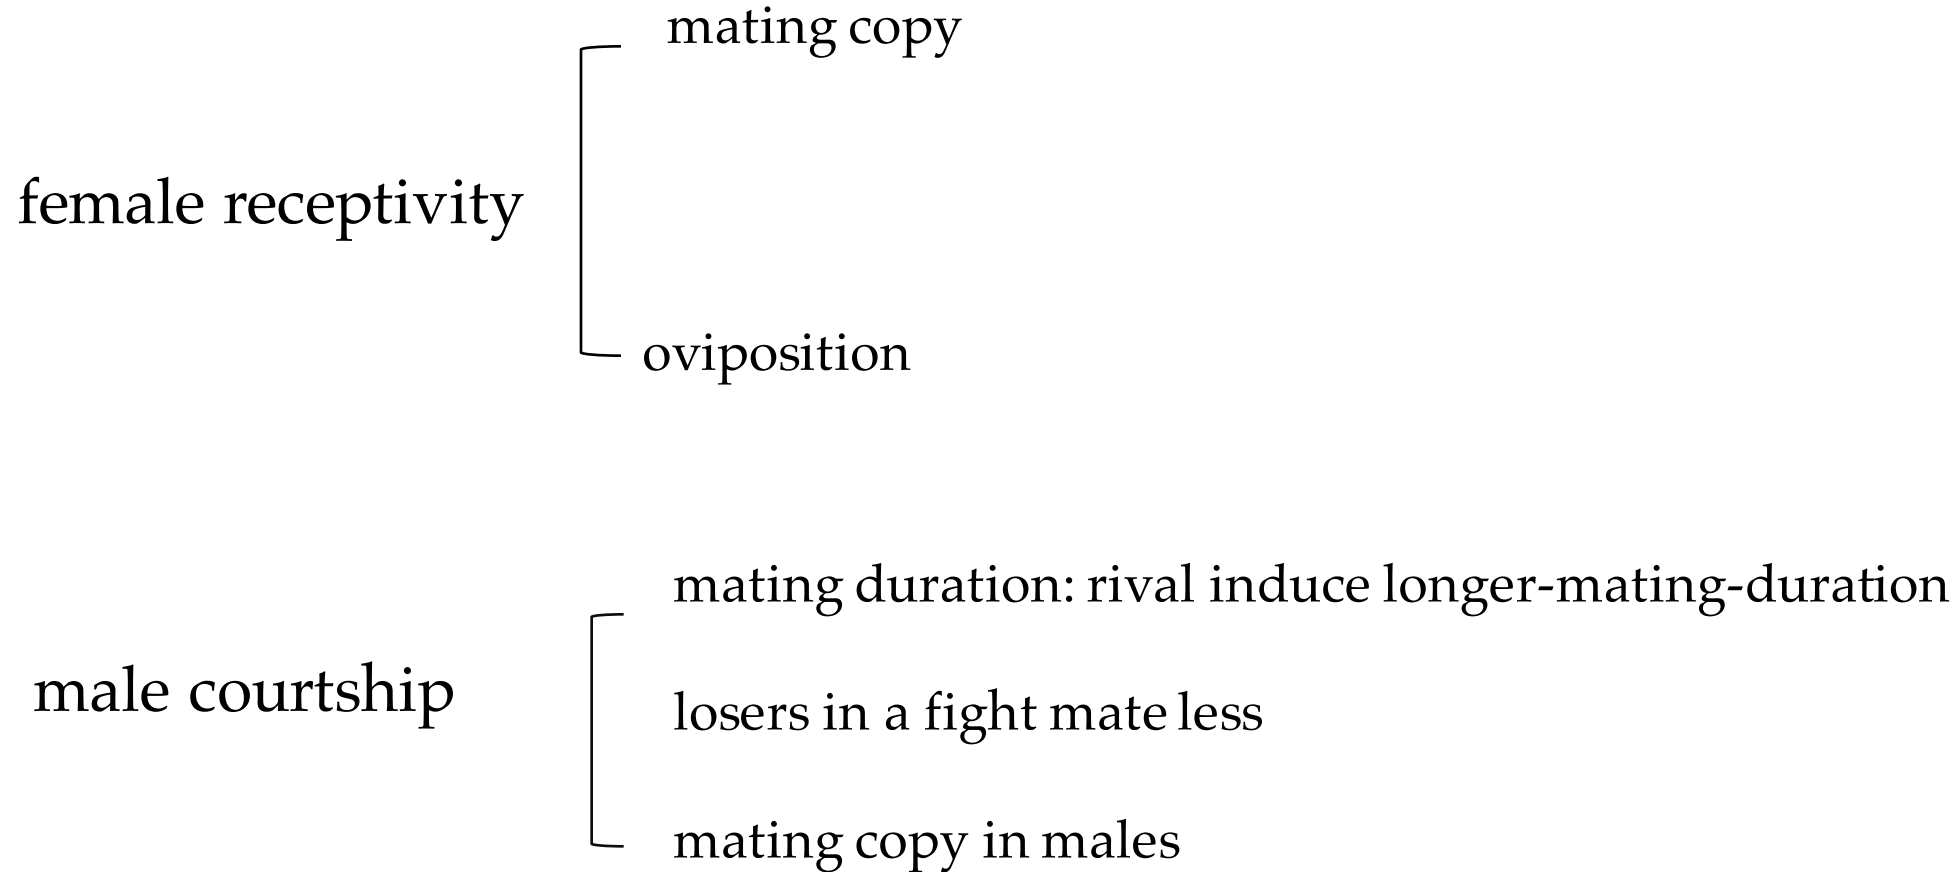 mating copy
female receptivity
oviposition
mating duration: rival induce longer-mating-duration
male courtship
losers in a fight mate less
mating copy in males